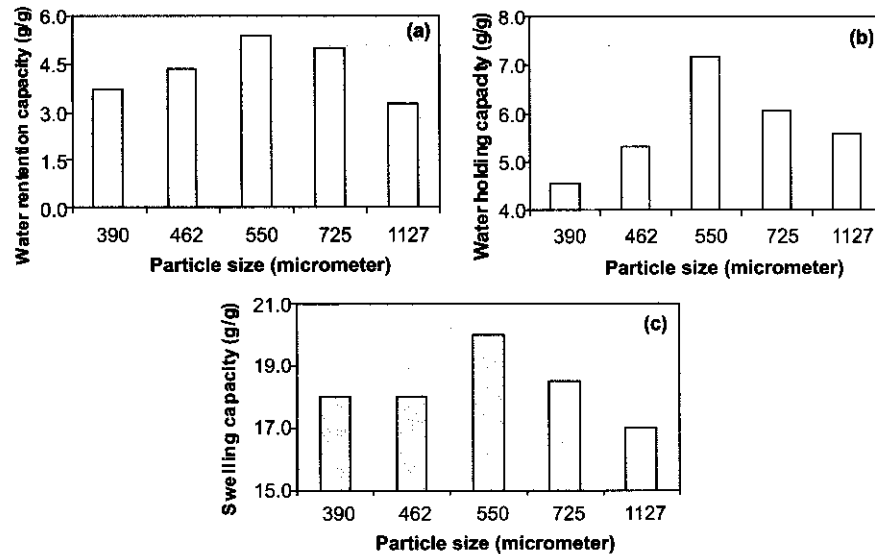 Water rentention capacity (g/g)
6.0
4.5
3.0
1.5
0.0
(a)
390 462 550 725 1127
Particle size (micrometer)
Water holding capacity (g/g)
8.0
7.0
6.0
5.0
4.0
(b)
390 462 550 725 1127
Particle size (micrometer)
Swelling capacity (g/g)
21.0
19.0
17.0
15.0
(c)
390 462 550 725 1127
Particle size (micrometer)